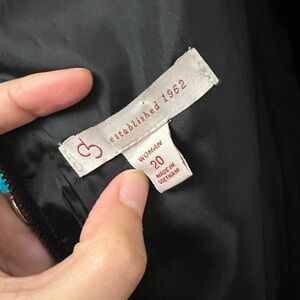 established 1962
WOMAN
20
MADE IN
VIETNAM